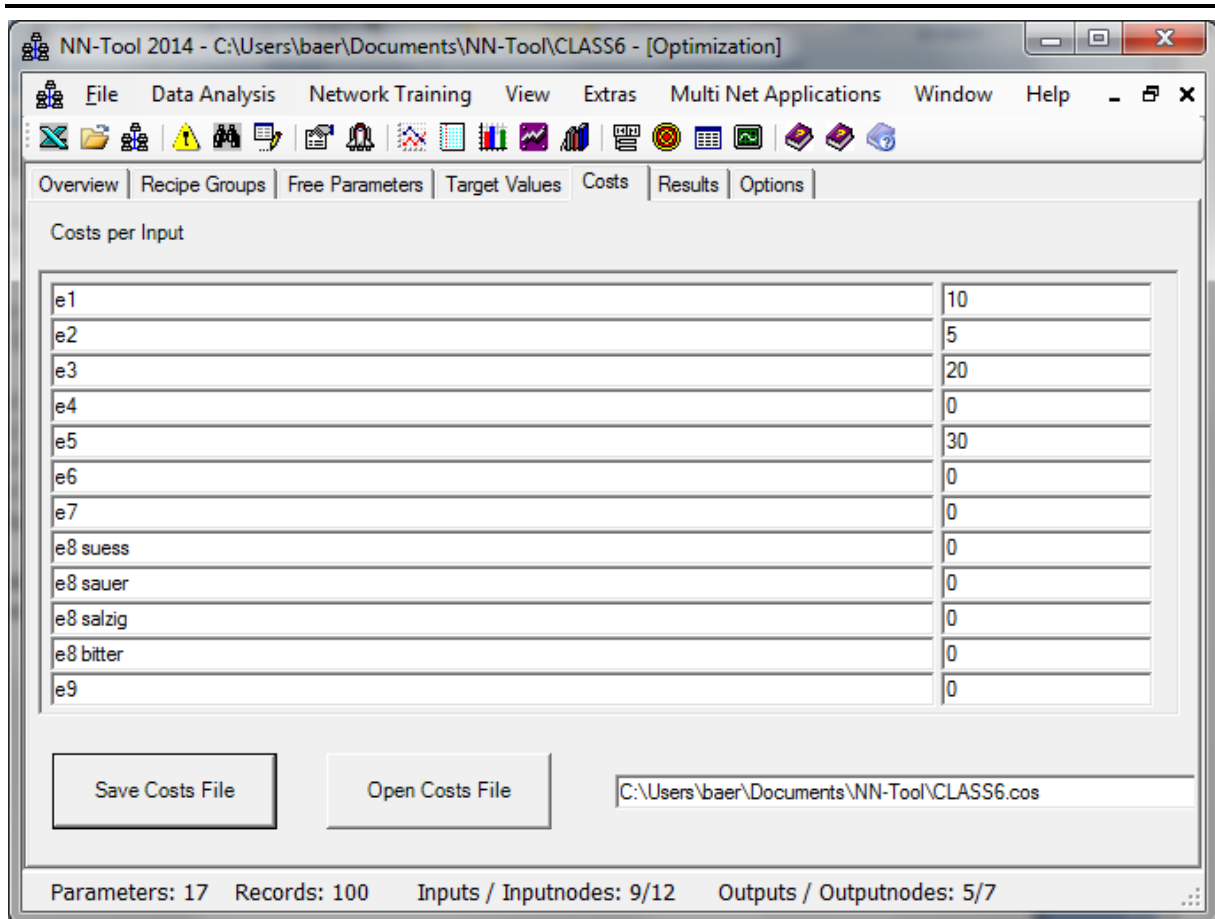 NN-Tool 2014 - C:\Users\baer\Documents\NN-Tool\CLASS6 - [Optimization]
File Data Analysis Network Training View Extras Multi Net Applications Window Help
Overview Recipe Groups Free Parameters Target Values Costs Results Options
Costs per Input
e1 10
e2 5
e3 20
e4 0
e5 30
e6 0
e7 0
e8 suess 0
e8 sauer 0
e8 salzig 0
e8 bitter 0
e9 0
Save Costs File Open Costs File C:\Users\baer\Documents\NN-Tool\CLASS6.cos
Parameters: 17 Records: 100 Inputs / Inputnodes: 9/12 Outputs / Outputnodes: 5/7